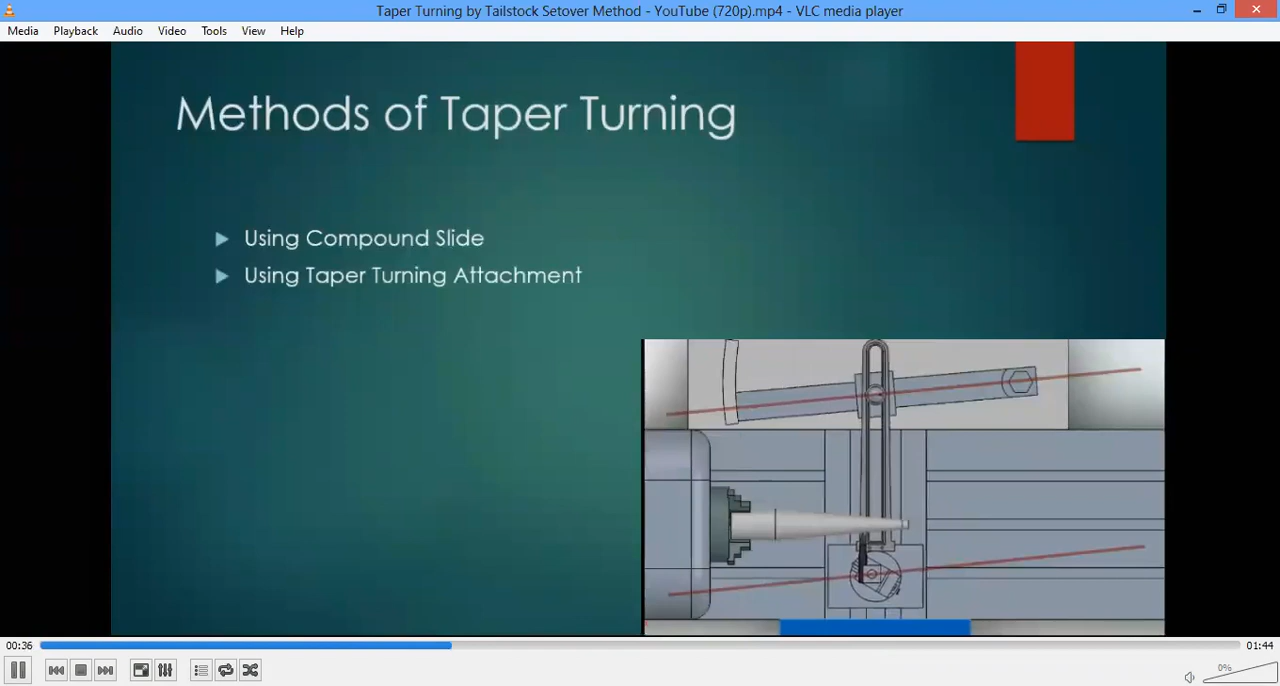 Taper Turning by Tailstock Setover Method - YouTube (720p).mp4 - VLC media player
Media Playback Audio Video Tools View Help
Methods of Taper Turning
Using Compound Slide
Using Taper Turning Attachment
00:36
01:44
0%